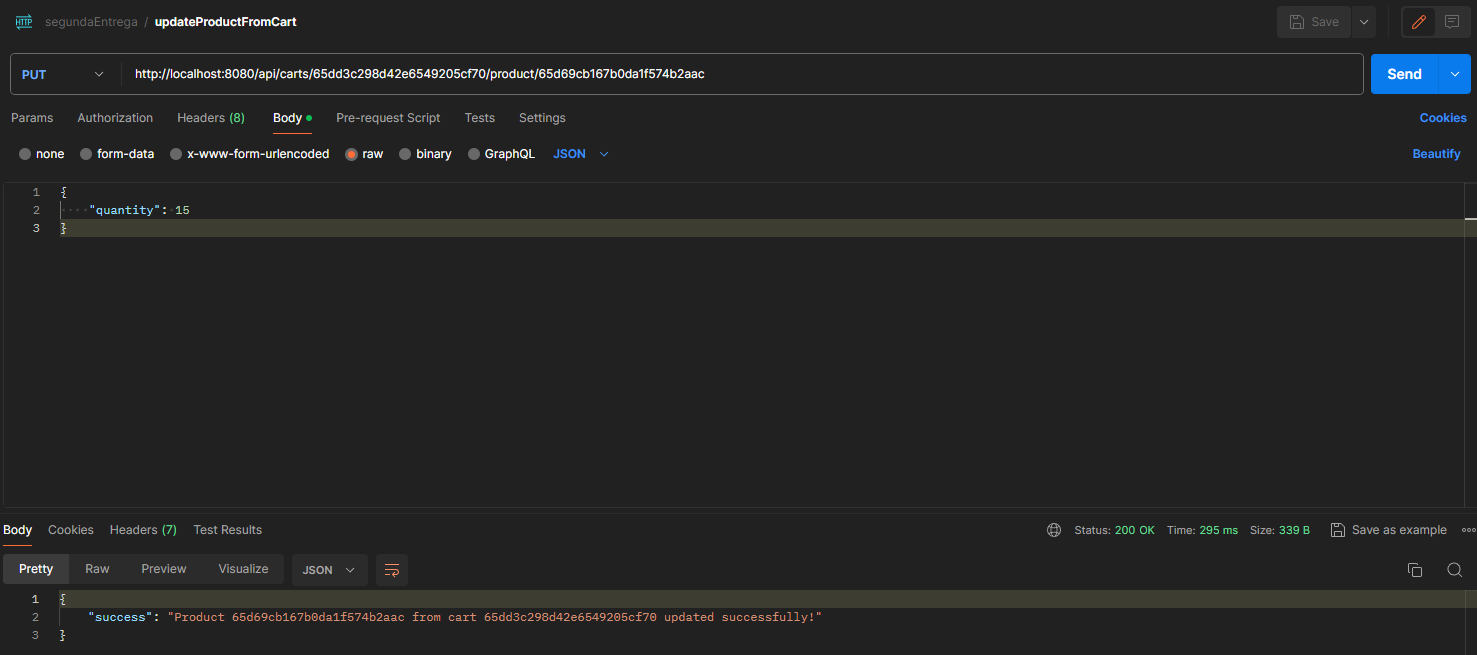 HTTP segundaEntrega / updateProductFromCart Save
PUT http://localhost:8080/api/carts/65dd3c298d42e6549205cf70/product/65d69cb167b0da1f574b2aac Send
Params Authorization Headers (8) Body Pre-request Script Tests Settings Cookies
none form-data x-www-form-urlencoded raw binary GraphQL JSON Beautify
1 {
2 "quantity": 15
3 }
Body Cookies Headers (7) Test Results Status: 200 OK Time: 295 ms Size: 339 B Save as example
Pretty Raw Preview Visualize JSON
1 {
2 "success": "Product 65d69cb167b0da1f574b2aac from cart 65dd3c298d42e6549205cf70 updated successfully!"
3 }